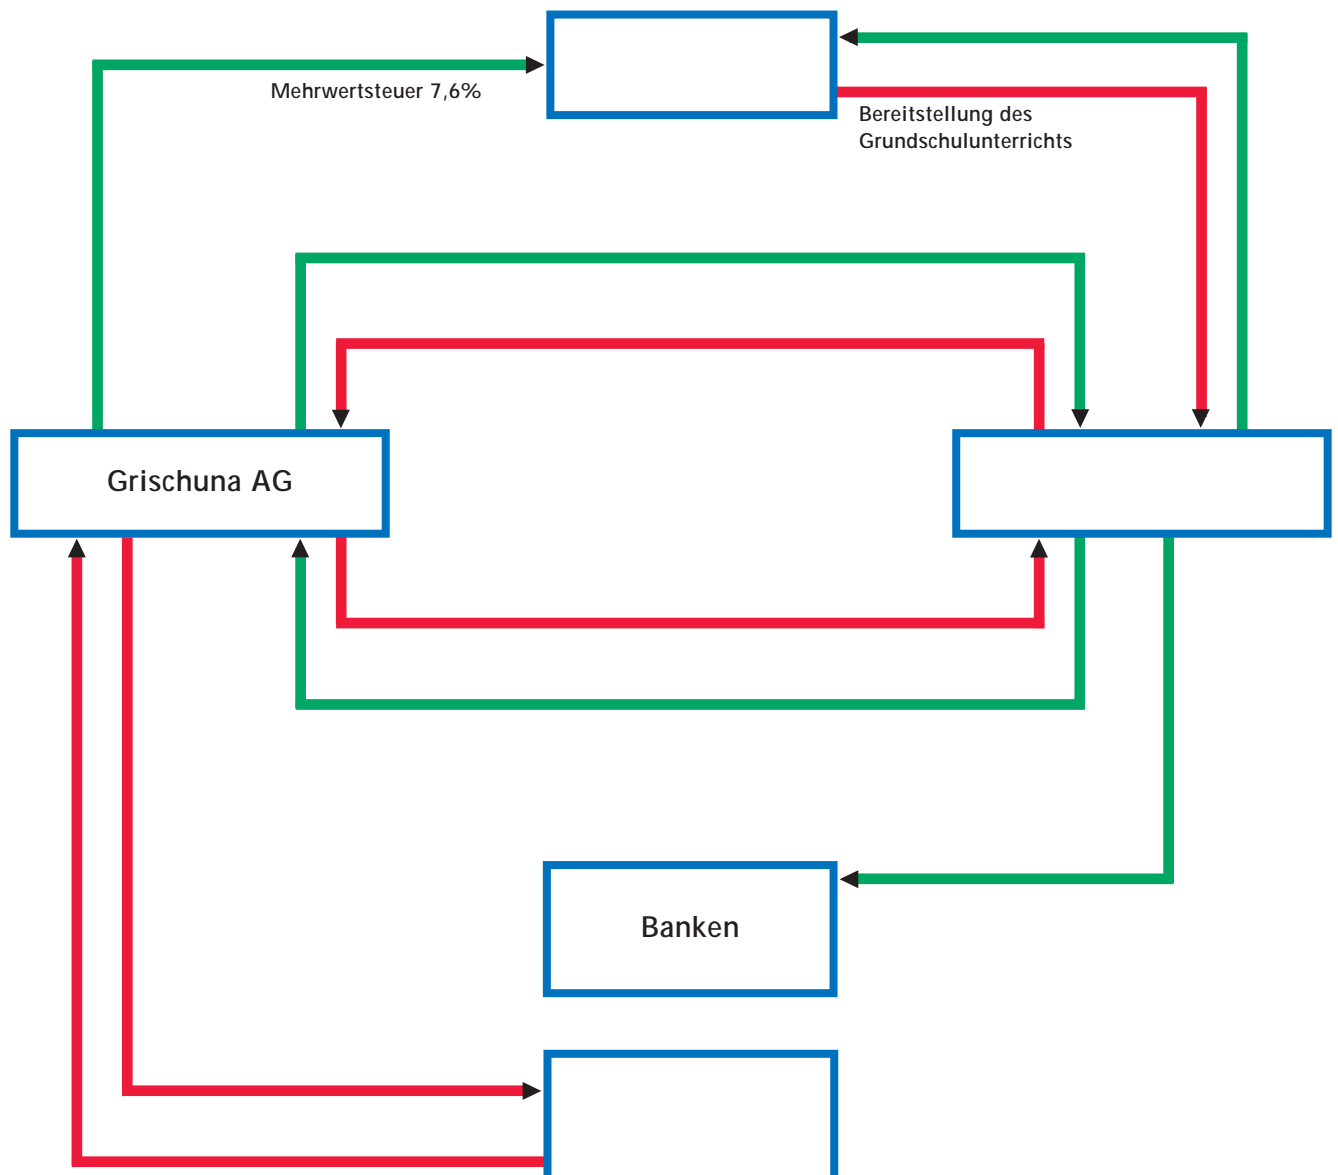 Mehrwertsteuer 7,6%
Bereitstellung des
Grundschulunterrichts
Grischuna AG
Banken